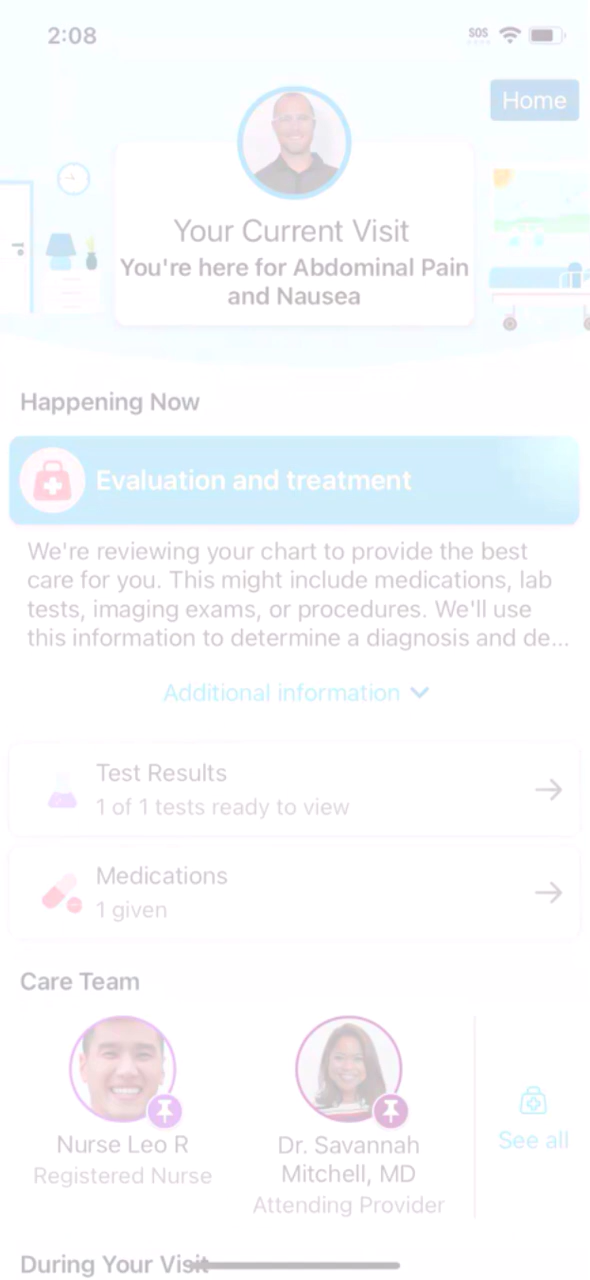 2:08
SOS
Home
Your Current Visit
You're here for Abdominal Pain
and Nausea
Happening Now
Evaluation and treatment
We're reviewing your chart to provide the best
care for you. This might include medications, lab
tests, imaging exams, or procedures. We'll use
this information to determine a diagnosis and de...
Additional information
Test Results
1 of 1 tests ready to view
Medications
1 given
Care Team
Nurse Leo R
Registered Nurse
Dr. Savannah
Mitchell, MD
Attending Provider
See all
During Your Visit